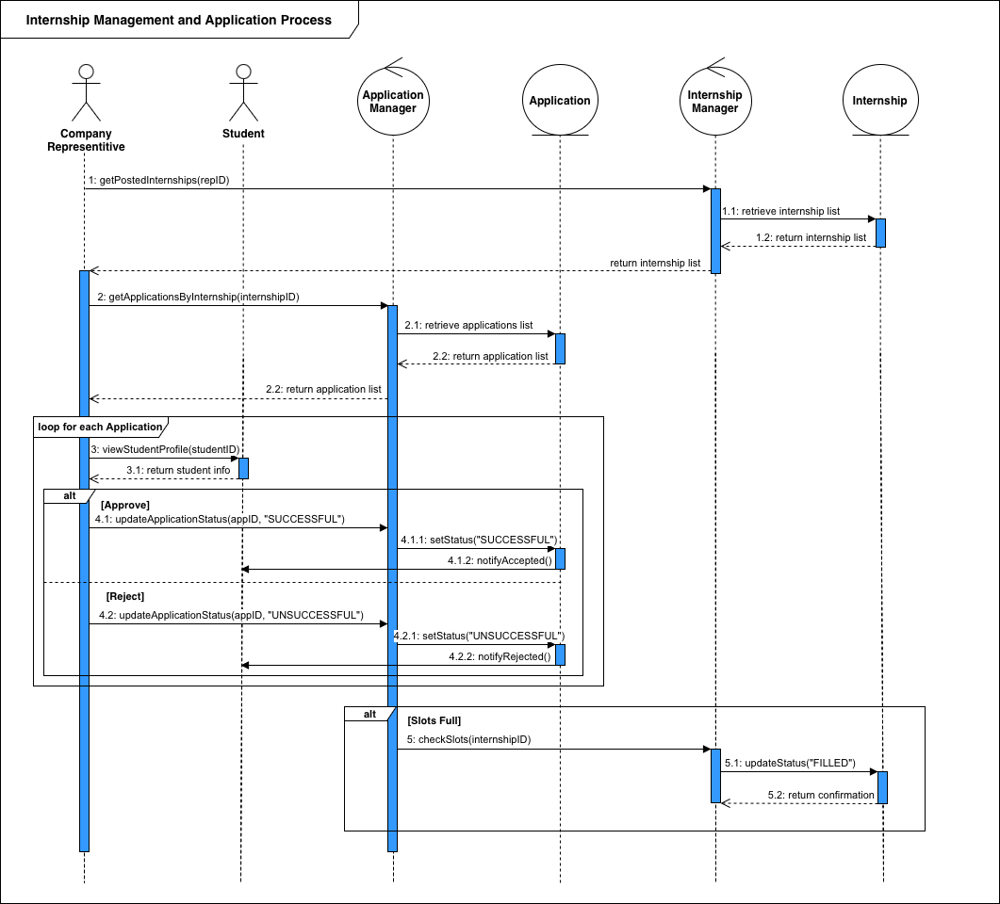 Internship Management and Application Process
Company
Representitive
Student
Application
Manager
Application
Internship
Manager
Internship
1: getPostedInternships(repID)
1.1: retrieve internship list
1.2: return internship list
return internship list
2: getApplicationsByInternship(internshipID)
2.1: retrieve applications list
2.2: return application list
2.2: return application list
loop for each Application
3: viewStudentProfile(studentID)
3.1: return student info
alt
[Approve]
4.1: updateApplicationStatus(appID, "SUCCESSFUL")
4.1.1: setStatus("SUCCESSFUL")
4.1.2: notifyAccepted()
[Reject]
4.2: updateApplicationStatus(appID, "UNSUCCESSFUL")
4.2.1: setStatus("UNSUCCESSFUL")
4.2.2: notifyRejected()
alt
[Slots Full]
5: checkSlots(internshipID)
5.1: updateStatus("FILLED")
5.2: return confirmation